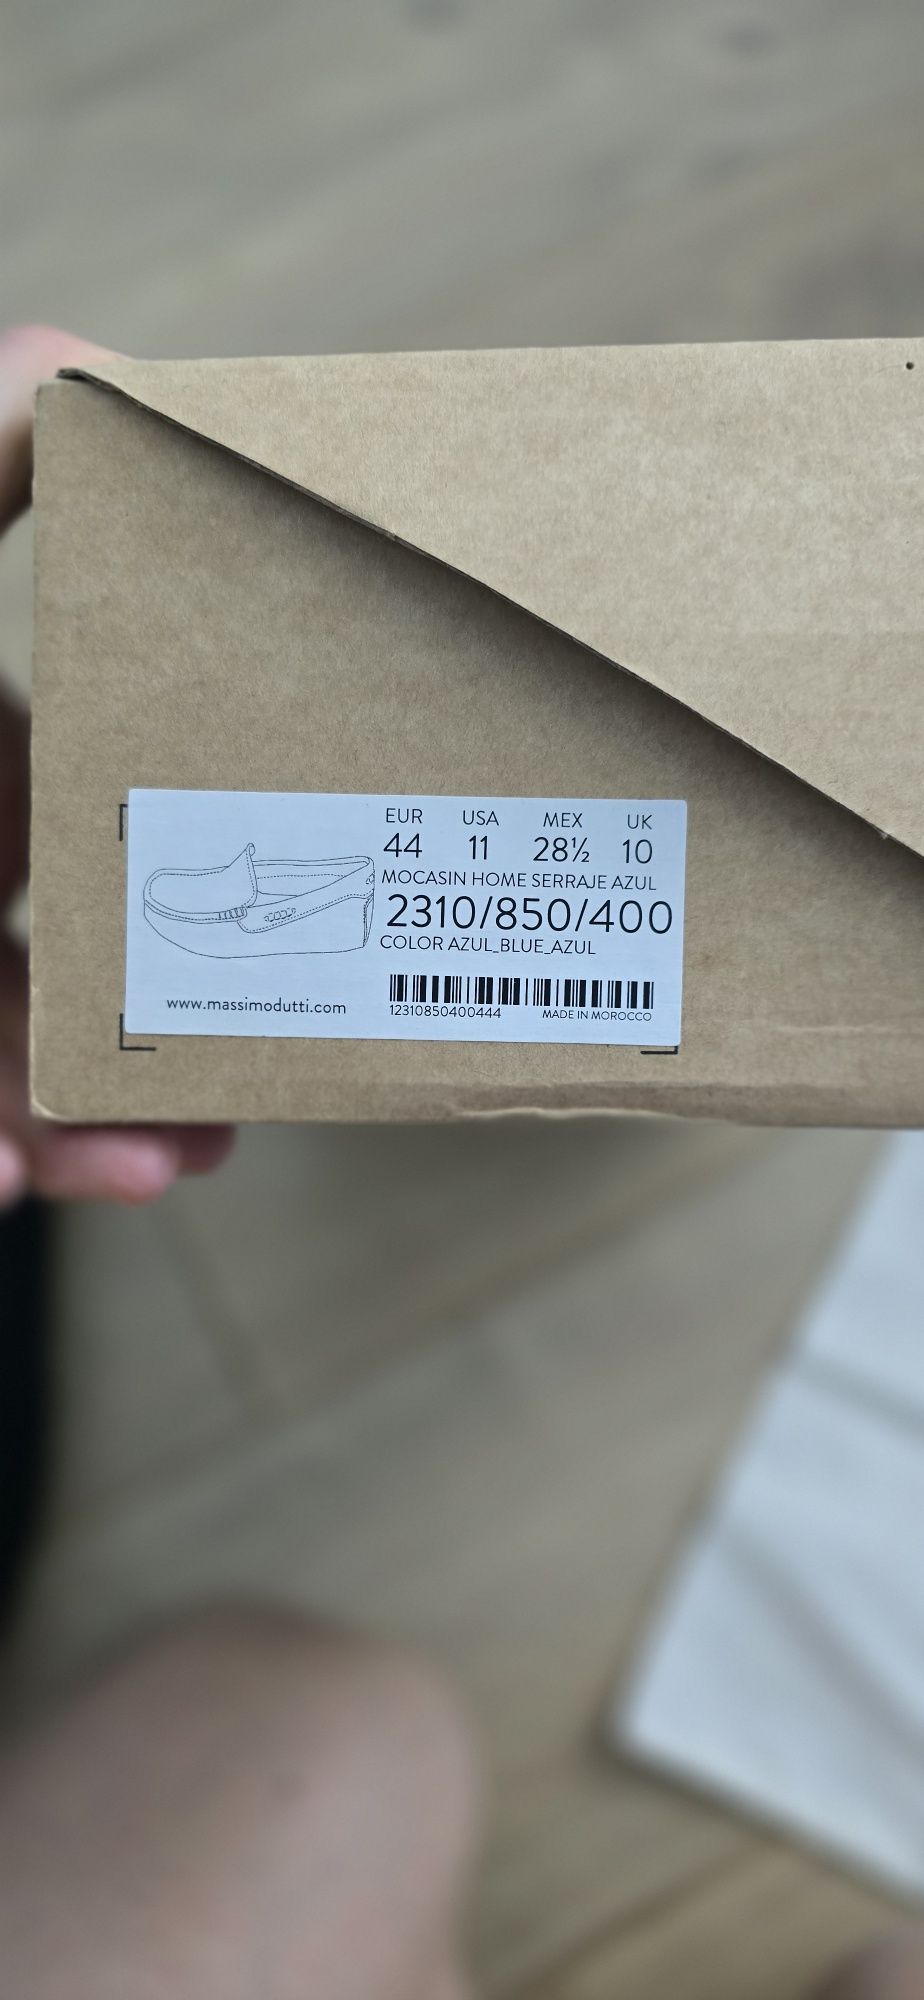 EUR USA MEX UK
44 11 28½ 10
MOCASIN HOME SERRAJE AZUL
2310/850/400
COLOR AZUL_BLUE_AZUL
www.massimodutti.com
12310850400444 MADE IN MOROCCO